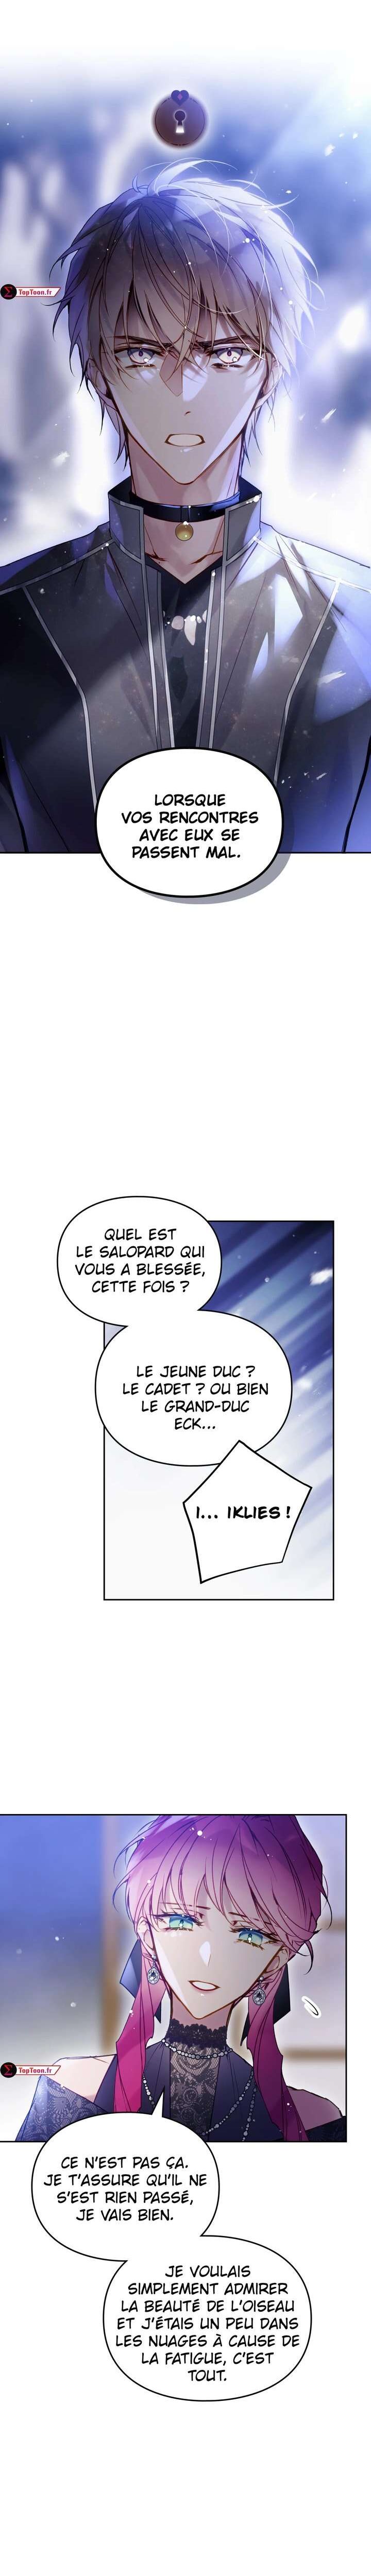 TopToon.fr
LORSQUE
VOS RENCONTRES
AVEC EUX SE
PASSENT MAL.
QUEL EST
LE SALOPARD QUI
VOUS A BLESSÉE,
CETTE FOIS ?
LE JEUNE DUC ?
LE CADET ? OU BIEN
LE GRAND-DUC
ECK...
I... IKLIES !
TopToon.fr
CE N'EST PAS ÇA.
JE T'ASSURE QU'IL NE
S'EST RIEN PASSÉ,
JE VAIS BIEN.
JE VOULAIS
SIMPLEMENT ADMIRER
LA BEAUTÉ DE L'OISEAU
ET J'ÉTAIS UN PEU DANS
LES NUAGES À CAUSE DE
LA FATIGUE, C'EST
TOUT.